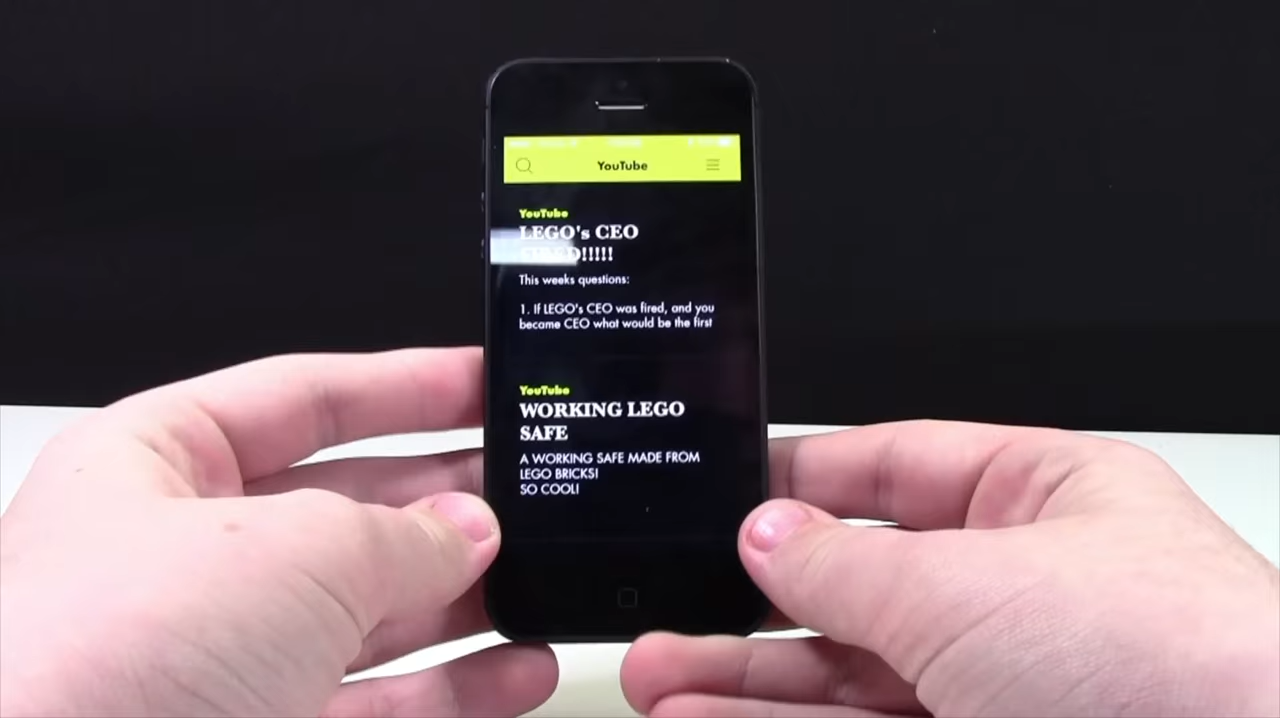 YouTube
YouTube
LEGO's CEO
FIRED!!!!!
This weeks questions:
1. If LEGO's CEO was fired, and you
became CEO what would be the first
YouTube
WORKING LEGO
SAFE
A WORKING SAFE MADE FROM
LEGO BRICKS!
SO COOL!